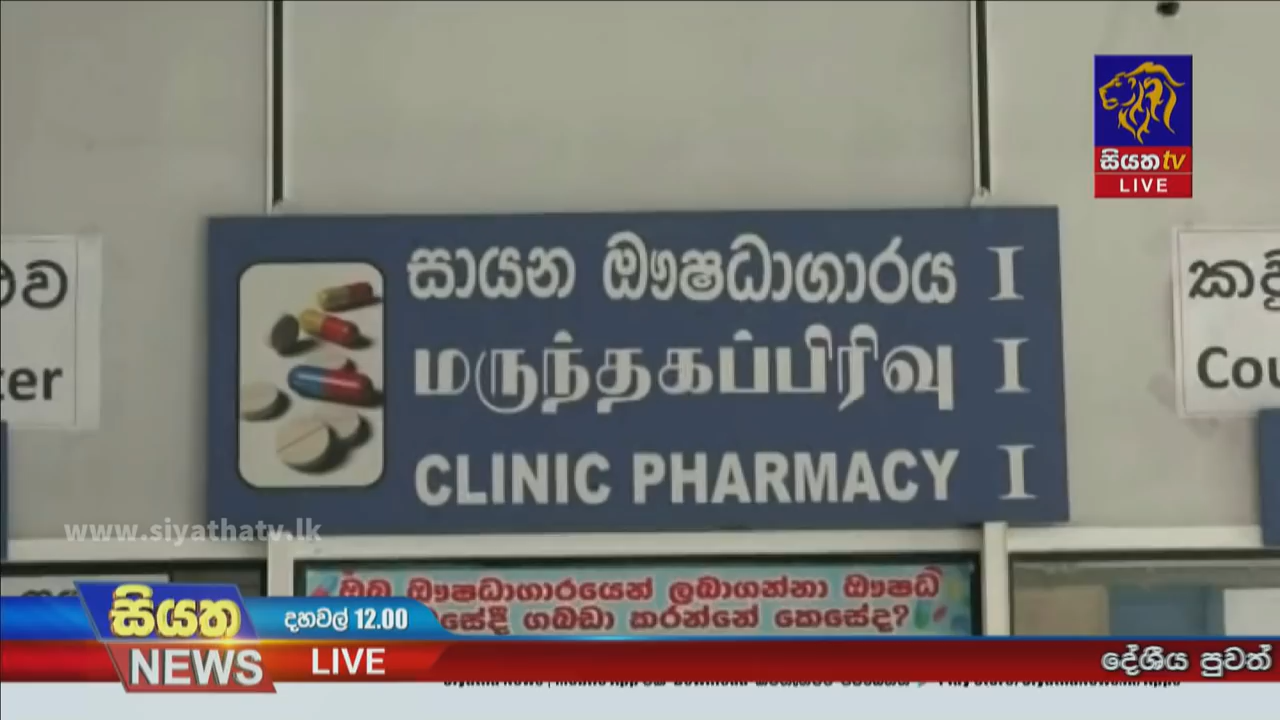 සියත tv
LIVE
සායන ඖෂධාගාරය I
மருந்தகப்பிரிவு I
CLINIC PHARMACY I
www.siyathatv.lk
ඔබ ඖෂධාගාරයෙන් ලබාගන්නා ඖෂධ
ගබඩා කරන්නේ කෙසේද?
සියත
දහවල් 12.00
NEWS
LIVE
දේශීය පුවත්